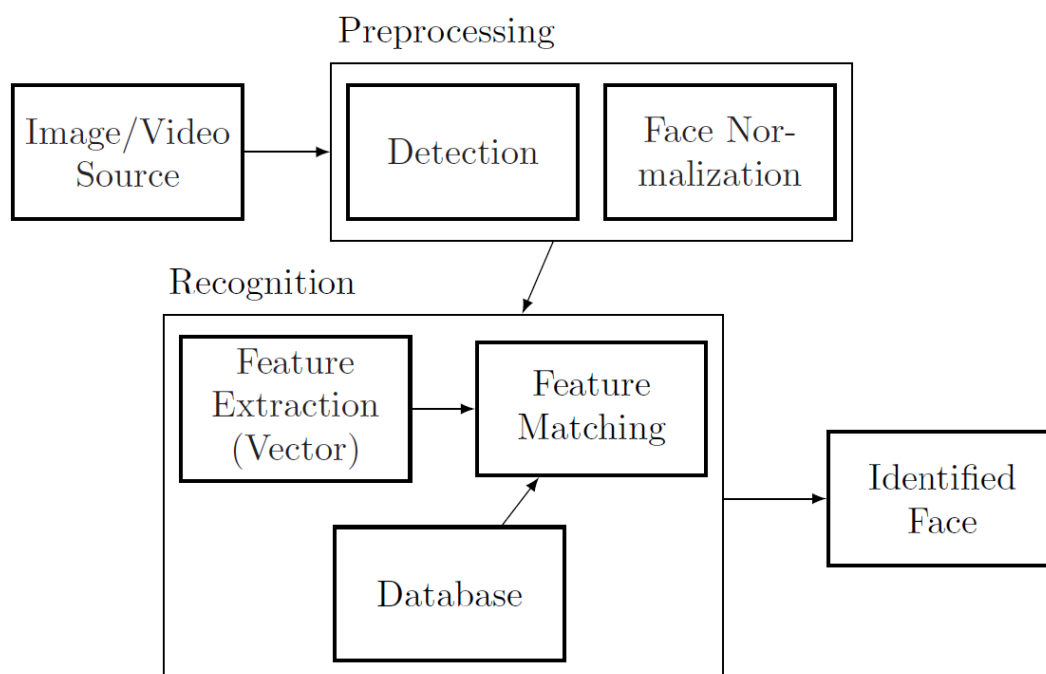 Preprocessing
Image/Video
Source
Detection
Face Nor-
malization
Recognition
Feature
Extraction
(Vector)
Feature
Matching
Database
Identified
Face